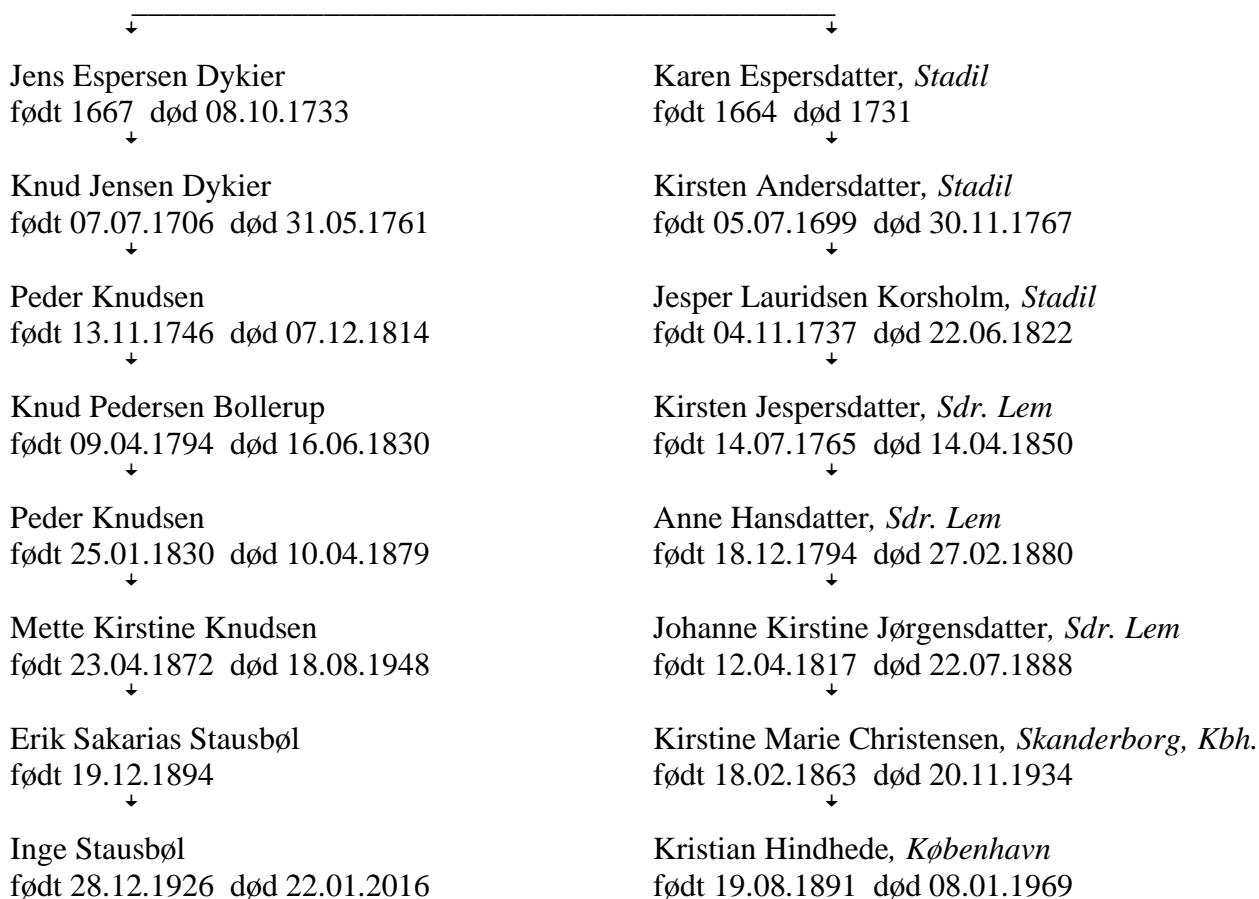 Jens Espersen Dykier
født 1667 død 08.10.1733
Karen Espersdatter, Stadil
født 1664 død 1731
Knud Jensen Dykier
født 07.07.1706 død 31.05.1761
Kirsten Andersdatter, Stadil
født 05.07.1699 død 30.11.1767
Peder Knudsen
født 13.11.1746 død 07.12.1814
Jesper Lauridsen Korsholm, Stadil
født 04.11.1737 død 22.06.1822
Knud Pedersen Bollerup
født 09.04.1794 død 16.06.1830
Kirsten Jespersdatter, Sdr. Lem
født 14.07.1765 død 14.04.1850
Peder Knudsen
født 25.01.1830 død 10.04.1879
Anne Hansdatter, Sdr. Lem
født 18.12.1794 død 27.02.1880
Mette Kirstine Knudsen
født 23.04.1872 død 18.08.1948
Johanne Kirstine Jørgensdatter, Sdr. Lem
født 12.04.1817 død 22.07.1888
Erik Sakarias Stausbøl
født 19.12.1894
Kirstine Marie Christensen, Skanderborg, Kbh.
født 18.02.1863 død 20.11.1934
Inge Stausbøl
født 28.12.1926 død 22.01.2016
Kristian Hindhede, København
født 19.08.1891 død 08.01.1969